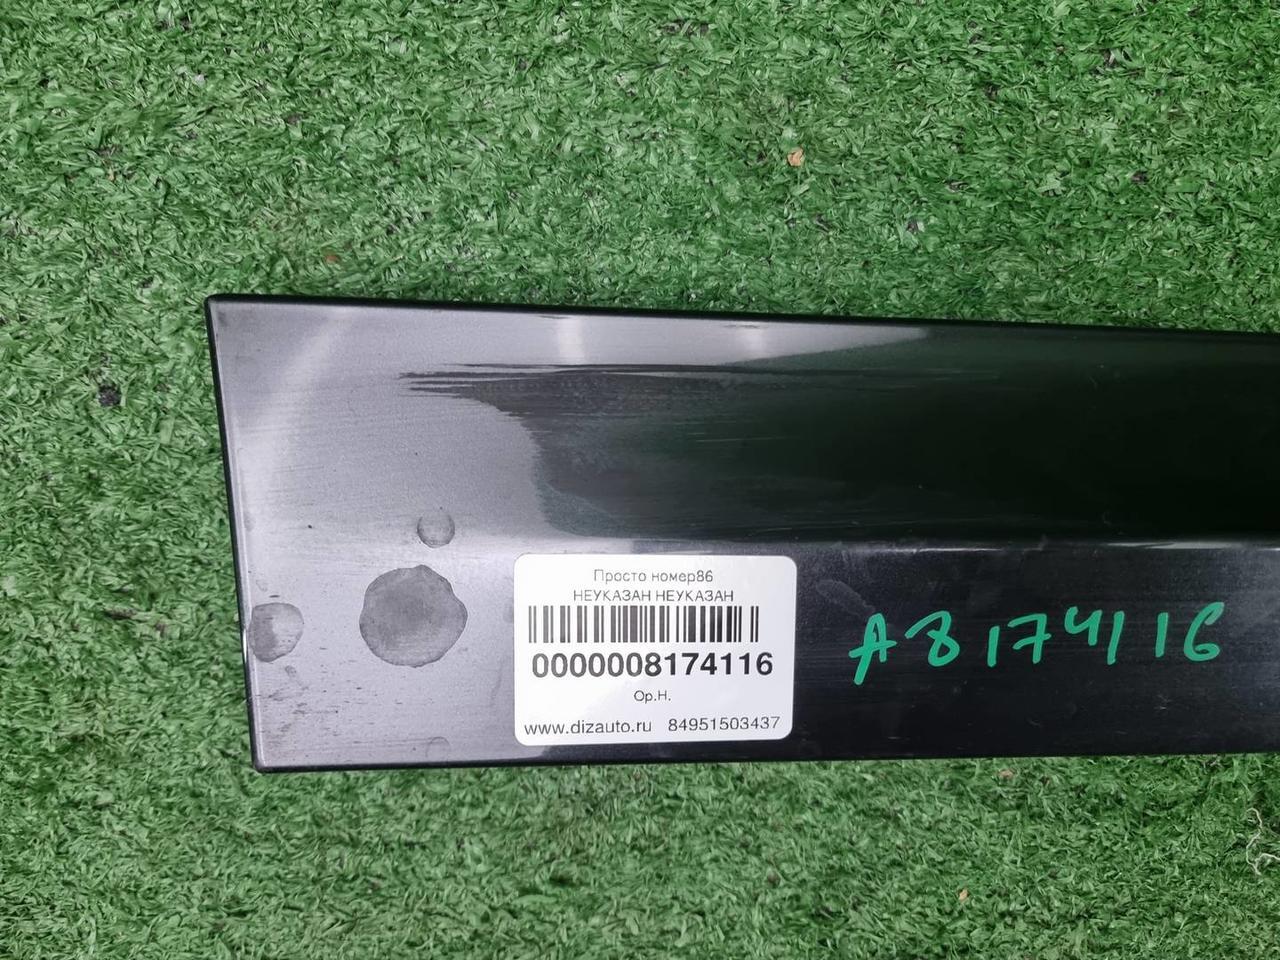 Просто номер86
НЕУКАЗАН НЕУКАЗАН
0000008174116
Ор.Н.
www.dizauto.ru 84951503437
A8174116